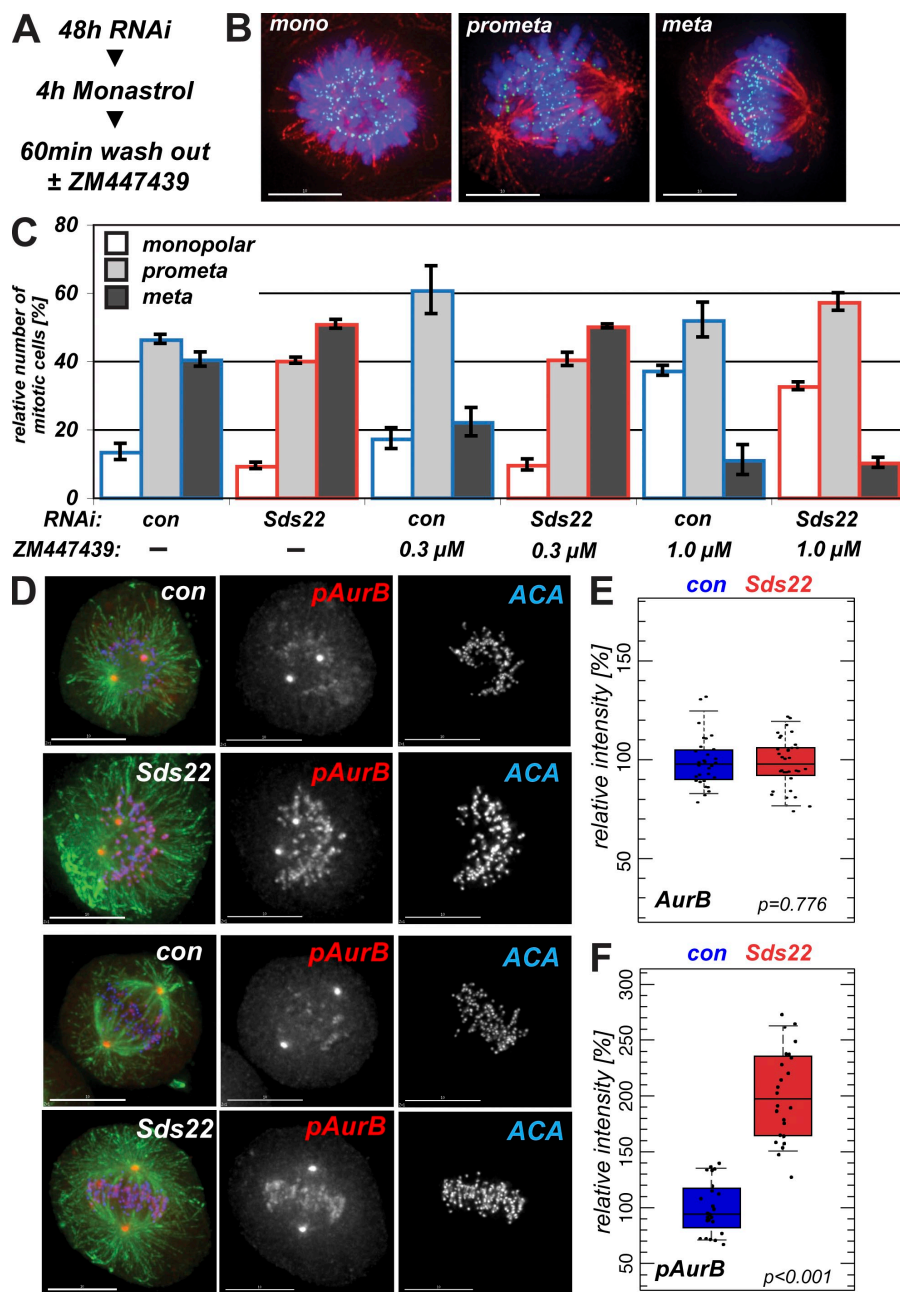 A
48h RNAi
4h Monastrol
60min wash out
± ZM447439
B
mono
prometa
meta
10
10
10
C
relative number of
mitotic cells [%]
80
60
40
20
0
monopolar
prometa
meta
RNAi: con Sds22 con Sds22 con Sds22
ZM447439: – – 0.3 µM 0.3 µM 1.0 µM 1.0 µM
D
con
pAurB
ACA
Sds22
pAurB
ACA
con
pAurB
ACA
Sds22
pAurB
ACA
E
con Sds22
relative intensity [%]
150
100
50
AurB
p=0.776
F
con Sds22
relative intensity [%]
300
250
200
150
100
50
pAurB
p<0.001